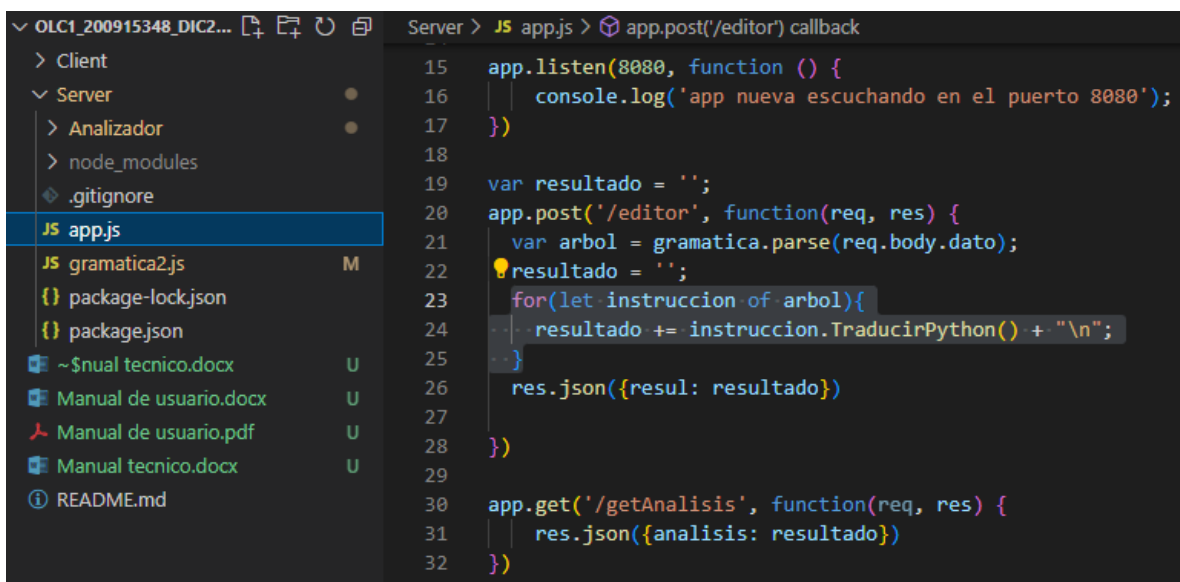 OLC1_200915348_DIC2...
Client
Server
Analizador
node_modules
.gitignore
JS app.js
JS gramatica2.js M
{} package-lock.json
{} package.json
~$nual tecnico.docx U
Manual de usuario.docx U
Manual de usuario.pdf U
Manual tecnico.docx U
README.md
Server > JS app.js > app.post('/editor') callback
15 app.listen(8080, function () {
16 console.log('app nueva escuchando en el puerto 8080');
17 })
18
19 var resultado = '';
20 app.post('/editor', function(req, res) {
21 var arbol = gramatica.parse(req.body.dato);
22 resultado = '';
23 for(let instruccion of arbol){
24 resultado += instruccion.TraducirPython() + "\n";
25 }
26 res.json({resul: resultado})
27
28 })
29
30 app.get('/getAnalisis', function(req, res) {
31 res.json({analisis: resultado})
32 })